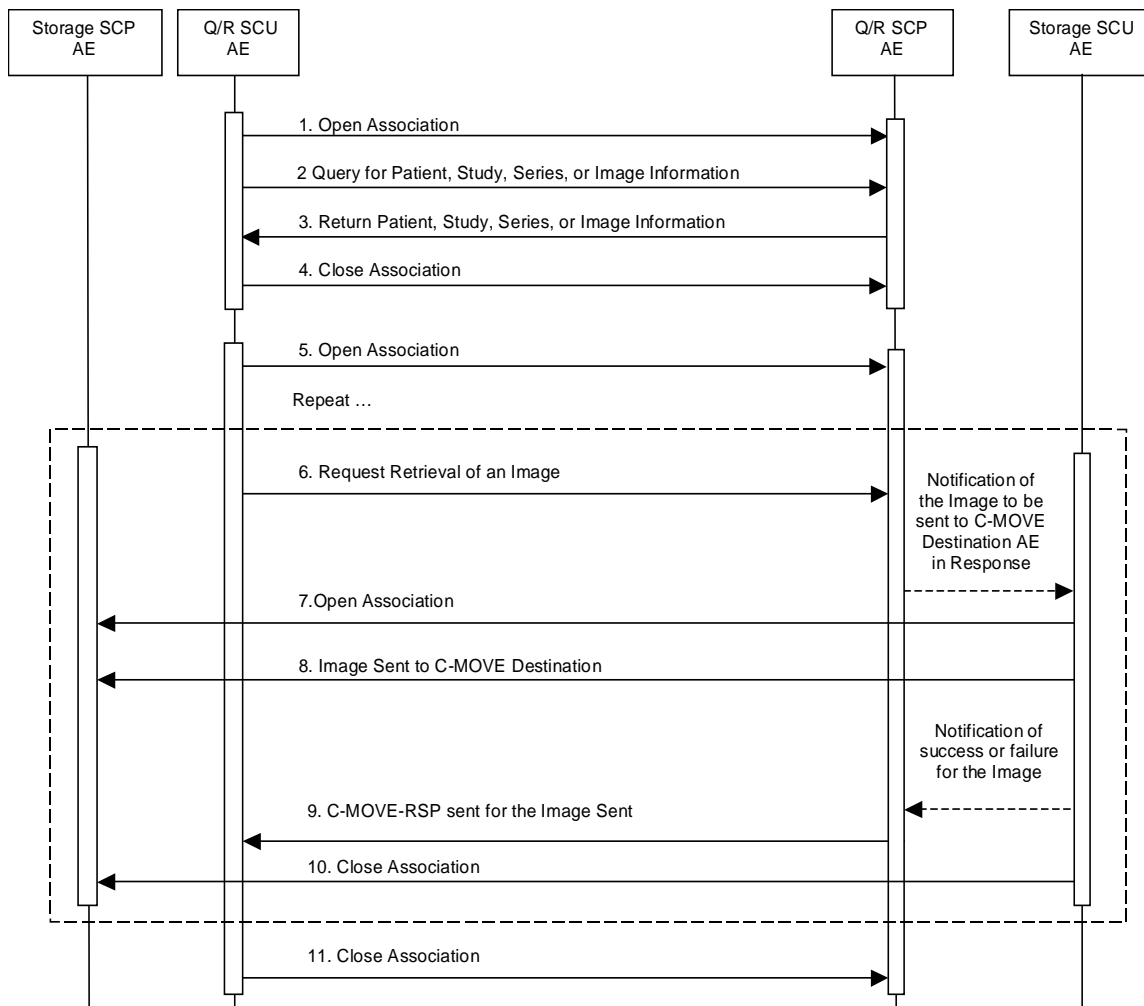 Storage SCP
AE
Q/R SCU
AE
Q/R SCP
AE
Storage SCU
AE
1. Open Association
2 Query for Patient, Study, Series, or Image Information
3. Return Patient, Study, Series, or Image Information
4. Close Association
5. Open Association
Repeat …
6. Request Retrieval of an Image
Notification of
the Image to be
sent to C-MOVE
Destination AE
in Response
7.Open Association
8. Image Sent to C-MOVE Destination
Notification of
success or failure
for the Image
9. C-MOVE-RSP sent for the Image Sent
10. Close Association
11. Close Association